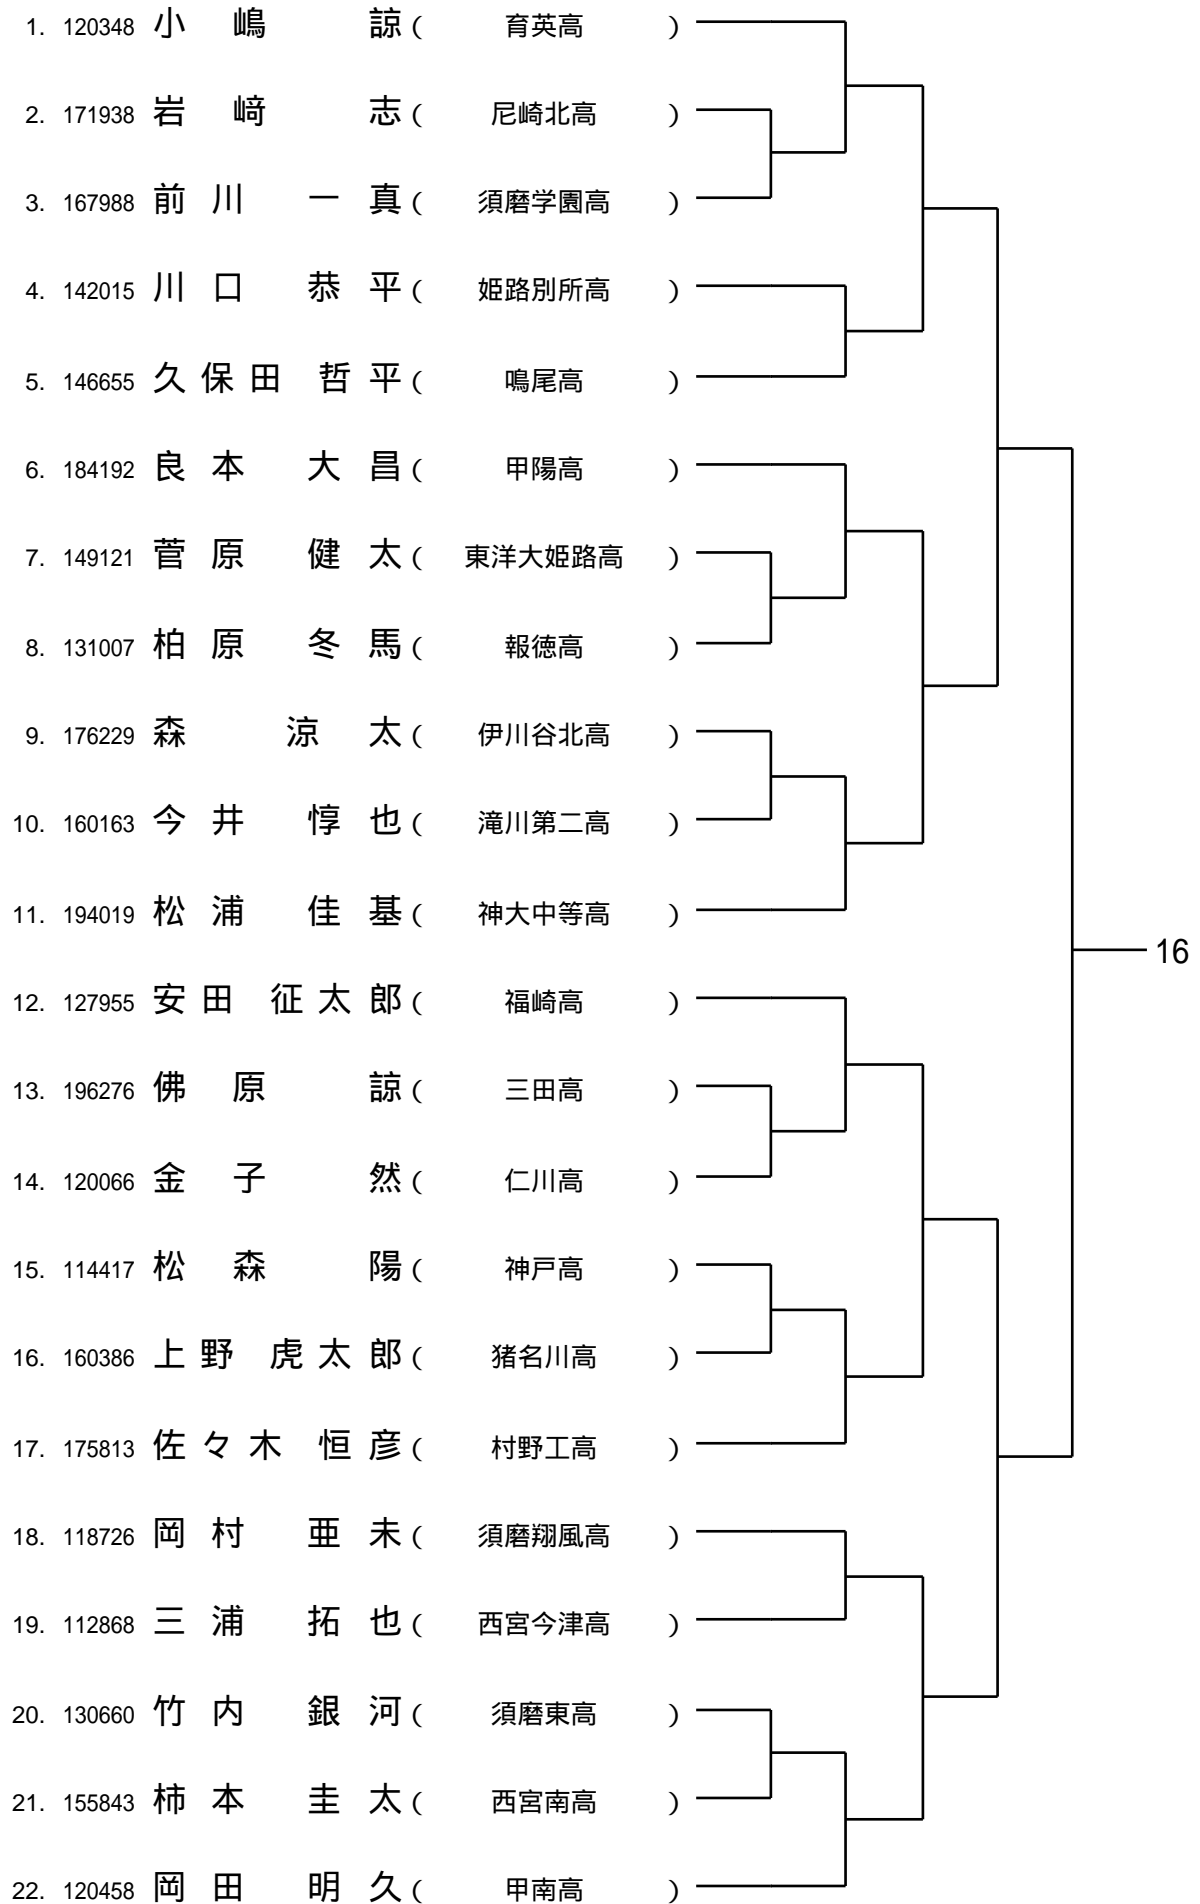 1. 120348 小嶋 諒 ( 育英高 )
2. 171938 岩﨑 志 ( 尼崎北高 )
3. 167988 前川 一真 ( 須磨学園高 )
4. 142015 川口 恭平 ( 姫路別所高 )
5. 146655 久保田 哲平 ( 鳴尾高 )
6. 184192 良本 大昌 ( 甲陽高 )
7. 149121 菅原 健太 ( 東洋大姫路高 )
8. 131007 柏原 冬馬 ( 報徳高 )
9. 176229 森 涼太 ( 伊川谷北高 )
10. 160163 今井 惇也 ( 滝川第二高 )
11. 194019 松浦 佳基 ( 神大中等高 )
16
12. 127955 安田 征太郎 ( 福崎高 )
13. 196276 佛原 諒 ( 三田高 )
14. 120066 金子 然 ( 仁川高 )
15. 114417 松森 陽 ( 神戸高 )
16. 160386 上野 虎太郎 ( 猪名川高 )
17. 175813 佐々木 恒彦 ( 村野工高 )
18. 118726 岡村 亜未 ( 須磨翔風高 )
19. 112868 三浦 拓也 ( 西宮今津高 )
20. 130660 竹内 銀河 ( 須磨東高 )
21. 155843 柿本 圭太 ( 西宮南高 )
22. 120458 岡田 明久 ( 甲南高 )